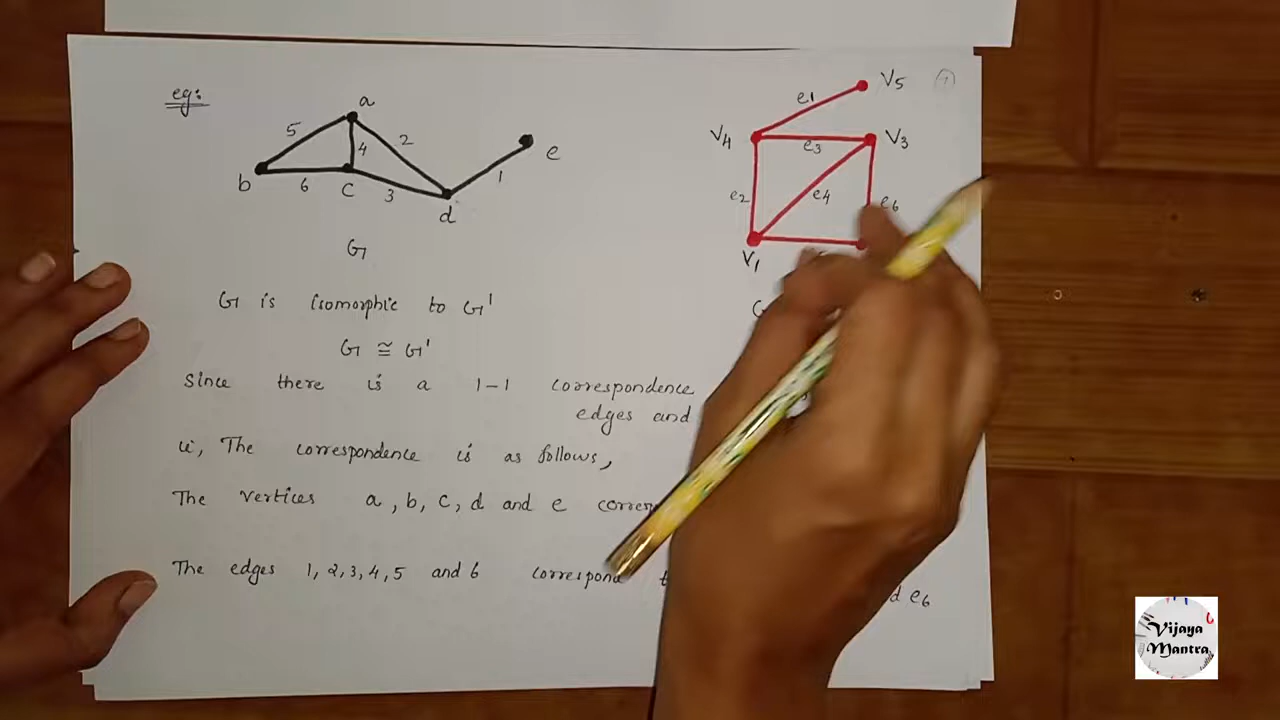 eg:
a
5
4
2
b
6
c
3
d
1
e
G
V5
e1
V4
e3
V3
e2
e4
e6
V1
1
G is isomorphic to G'
G ≅ G'
Since there is a 1-1 correspondence
edges and
ii, The correspondence is as follows,
The vertices a, b, c, d and e
The edges 1, 2, 3, 4, 5 and 6 correspond
e6
Vijaya
Mantra